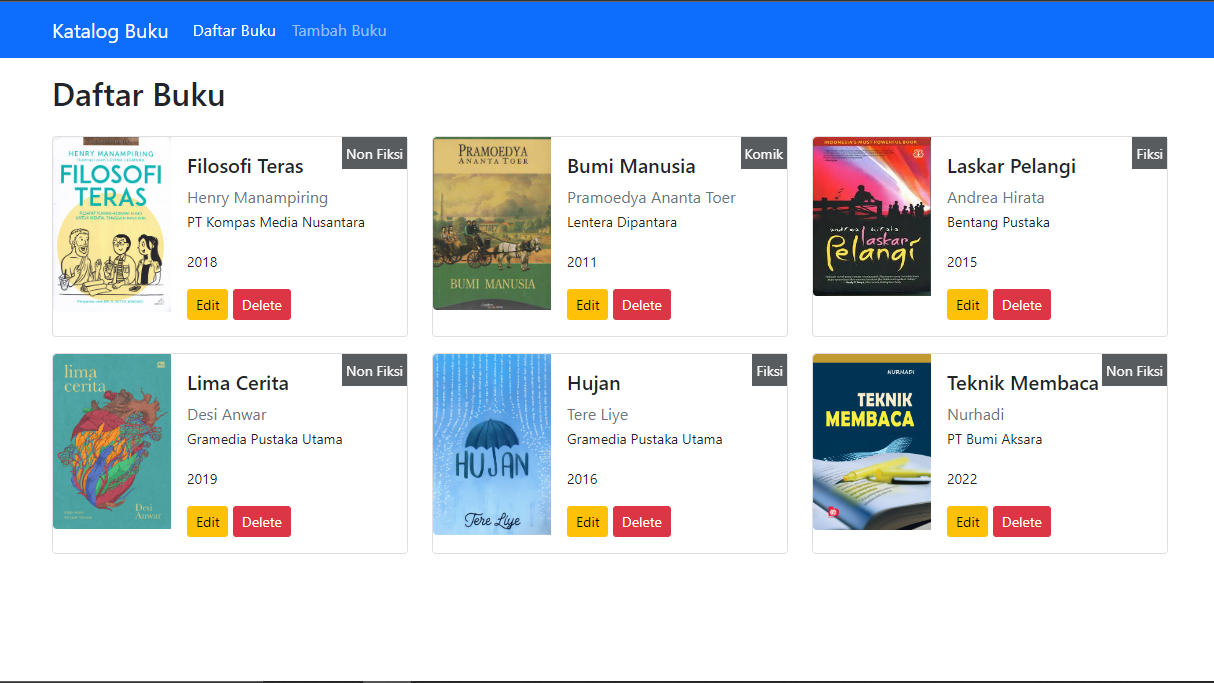 Katalog Buku Daftar Buku Tambah Buku
Daftar Buku
HENRY MANAMPIRING
FILOSOFI
TERAS
Non Fiksi
Filosofi Teras
Henry Manampiring
PT Kompas Media Nusantara
2018
Edit Delete
PRAMOEDYA
ANANTA TOER
BUMI MANUSIA
Komik
Bumi Manusia
Pramoedya Ananta Toer
Lentera Dipantara
2011
Edit Delete
INDONESIA'S MOST POWERFUL BOOK
andrea hirata
laskar
Pelangi
Fiksi
Laskar Pelangi
Andrea Hirata
Bentang Pustaka
2015
Edit Delete
lima
cerita
Desi
Anwar
Non Fiksi
Lima Cerita
Desi Anwar
Gramedia Pustaka Utama
2019
Edit Delete
HUJAN
Tere Liye
Fiksi
Hujan
Tere Liye
Gramedia Pustaka Utama
2016
Edit Delete
NURHADI
TEKNIK
MEMBACA
Non Fiksi
Teknik Membaca
Nurhadi
PT Bumi Aksara
2022
Edit Delete